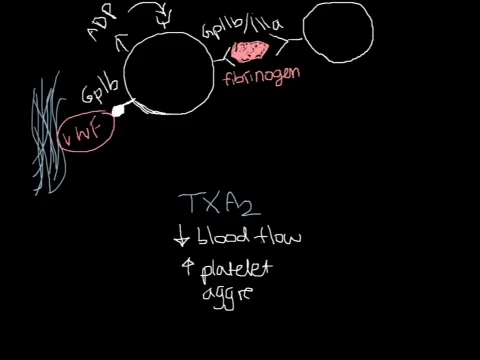 ADP
GpIIb/IIIa
fibrinogen
GpIb
vWF
TXA2
↓ blood flow
↑ platelet
aggre